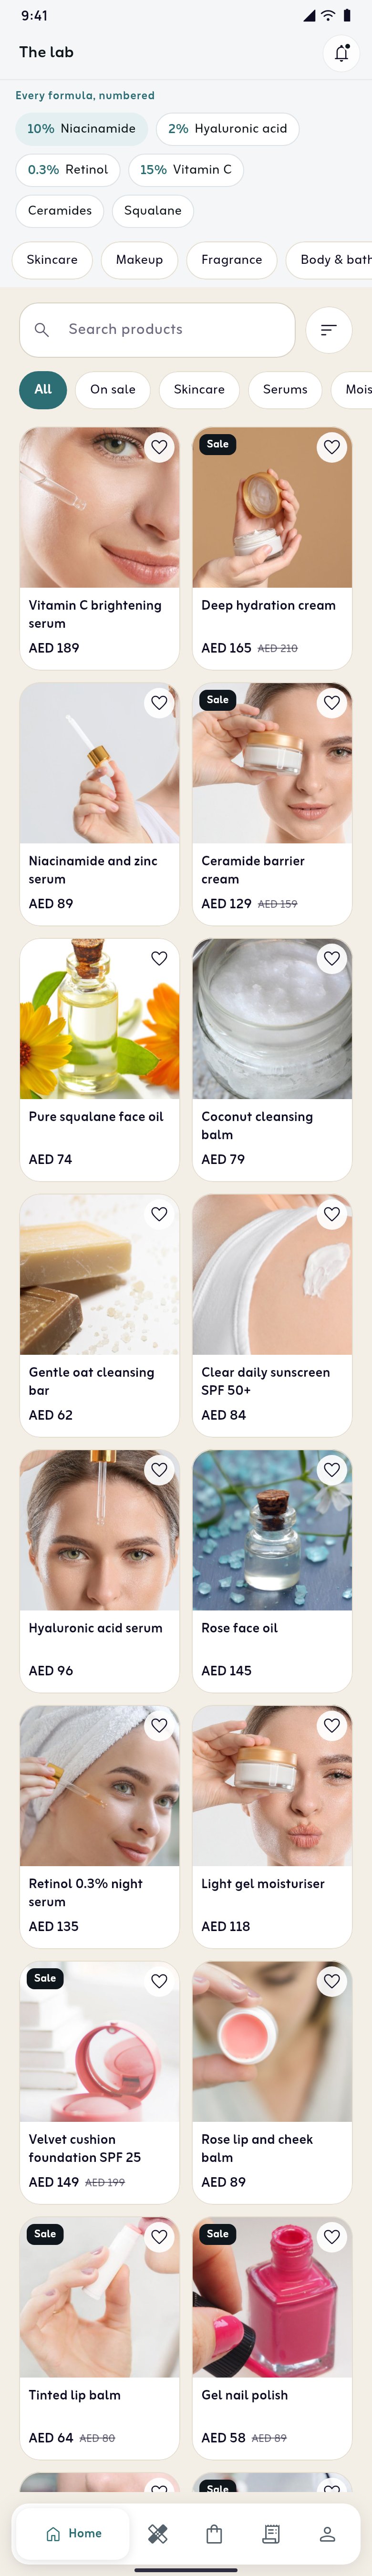 9:41
The lab
Every formula, numbered
10% Niacinamide
2% Hyaluronic acid
0.3% Retinol
15% Vitamin C
Ceramides
Squalane
Skincare
Makeup
Fragrance
Body & bath
Search products
All
On sale
Skincare
Serums
Mois
Sale
Vitamin C brightening
serum
AED 189
Deep hydration cream
AED 165 AED 210
Sale
Niacinamide and zinc
serum
AED 89
Ceramide barrier
cream
AED 129 AED 159
Pure squalane face oil
AED 74
Coconut cleansing
balm
AED 79
Gentle oat cleansing
bar
AED 62
Clear daily sunscreen
SPF 50+
AED 84
Hyaluronic acid serum
AED 96
Rose face oil
AED 145
Retinol 0.3% night
serum
AED 135
Light gel moisturiser
AED 118
Sale
Velvet cushion
foundation SPF 25
AED 149 AED 199
Rose lip and cheek
balm
AED 89
Sale
Tinted lip balm
AED 64 AED 80
Sale
Gel nail polish
AED 58 AED 89
Sale
Home